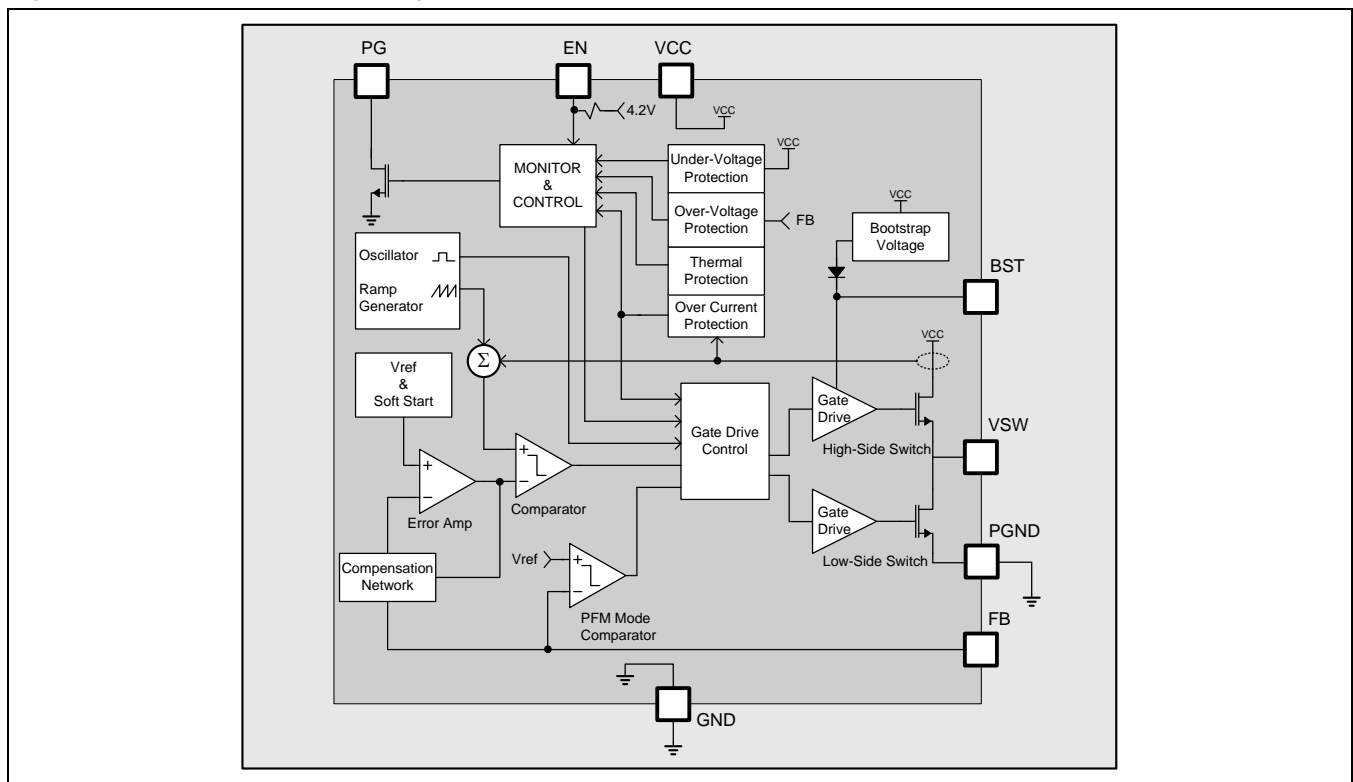 PG
EN
VCC
4.2V
VCC
MONITOR
&
CONTROL
Under-Voltage
Protection
VCC
Over-Voltage
Protection
FB
Thermal
Protection
Over Current
Protection
VCC
Bootstrap
Voltage
BST
Oscillator
Ramp
Generator
Σ
VCC
Vref
&
Soft Start
Gate Drive
Control
Gate
Drive
High-Side Switch
VSW
+
−
Error Amp
+
−
Comparator
Gate
Drive
Low-Side Switch
PGND
Compensation
Network
Vref
+
−
PFM Mode
Comparator
FB
GND